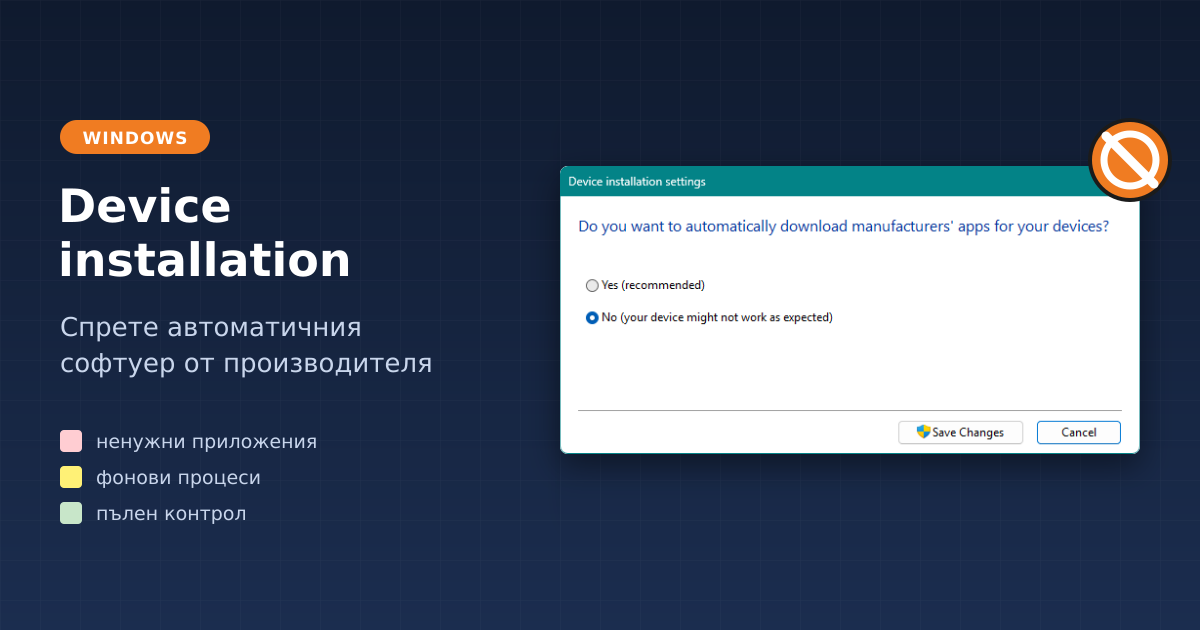 WINDOWS
Device
installation
Спрете автоматичния
софтуер от производителя
ненужни приложения
фонови процеси
пълен контрол
Device installation settings
Do you want to automatically download manufacturers' apps for your devices?
Yes (recommended)
No (your device might not work as expected)
Save Changes
Cancel